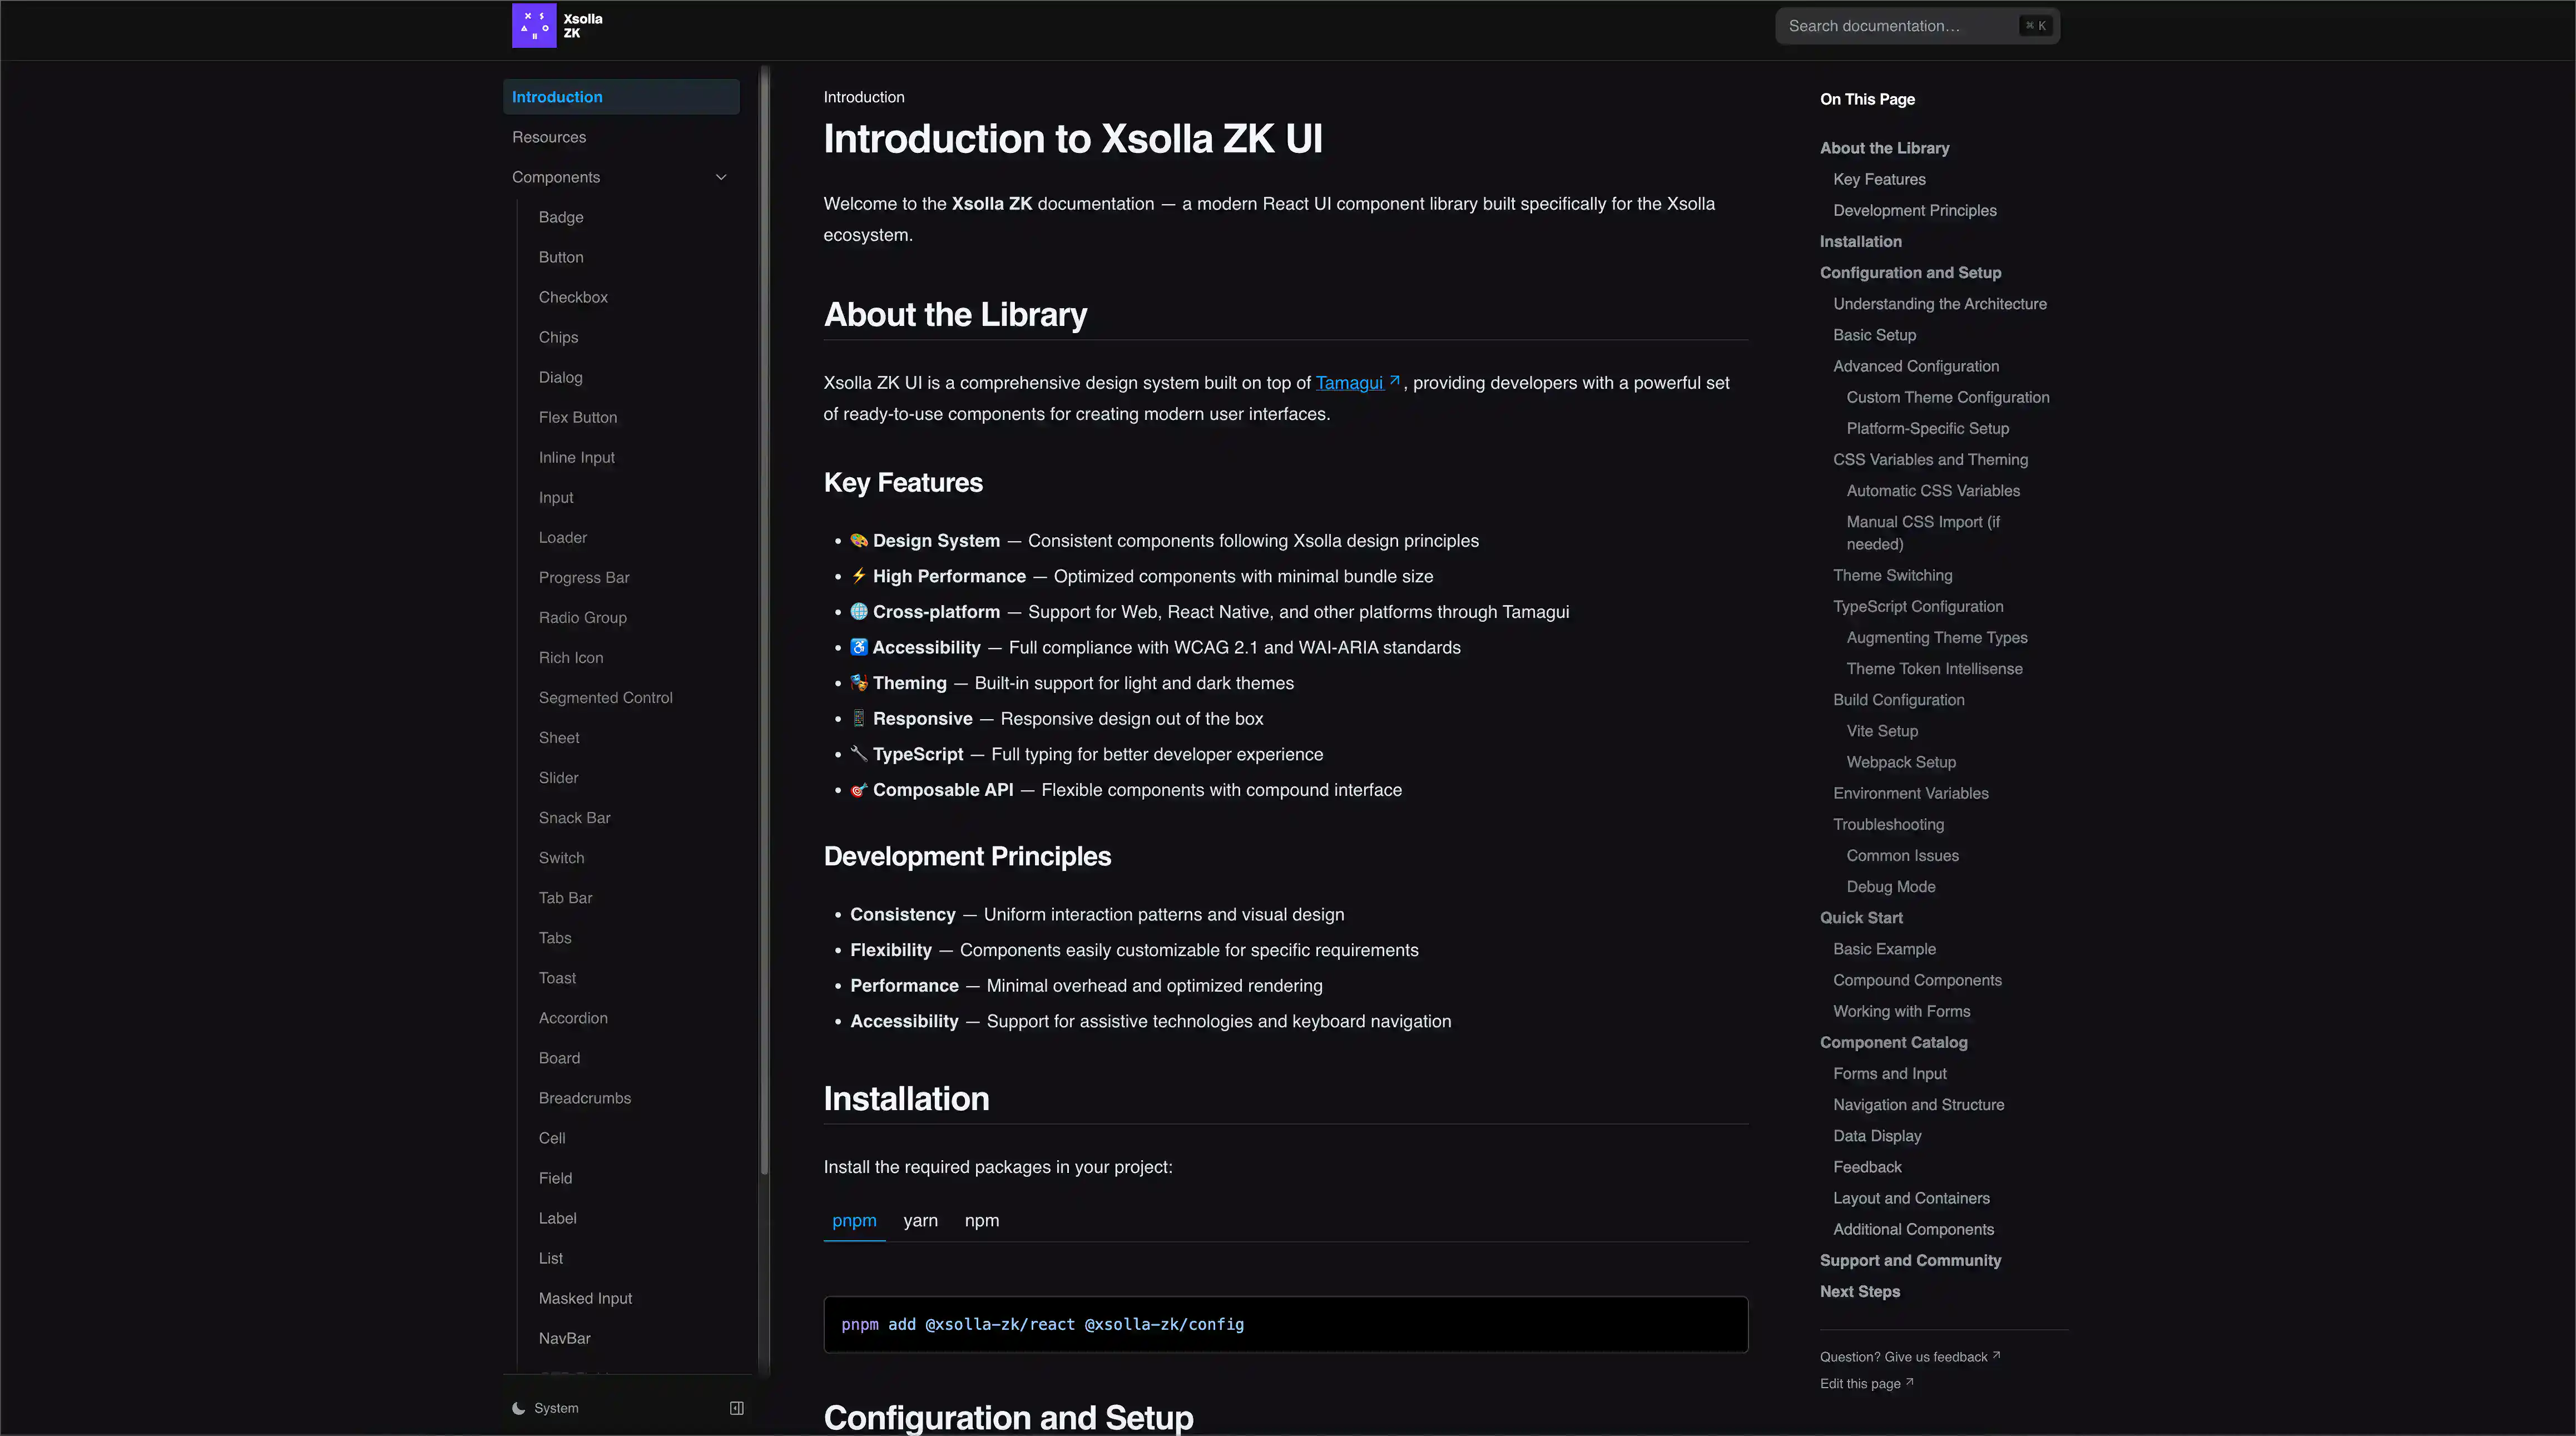 Xsolla
ZK
Search documentation…
⌘ K
Introduction
Resources
Components
Badge
Button
Checkbox
Chips
Dialog
Flex Button
Inline Input
Input
Loader
Progress Bar
Radio Group
Rich Icon
Segmented Control
Sheet
Slider
Snack Bar
Switch
Tab Bar
Tabs
Toast
Accordion
Board
Breadcrumbs
Cell
Field
Label
List
Masked Input
NavBar
System
Introduction
Introduction to Xsolla ZK UI
Welcome to the Xsolla ZK documentation — a modern React UI component library built specifically for the Xsolla
ecosystem.
About the Library
Xsolla ZK UI is a comprehensive design system built on top of Tamagui ↗, providing developers with a powerful set
of ready-to-use components for creating modern user interfaces.
Key Features
• 🎨 Design System — Consistent components following Xsolla design principles
• ⚡ High Performance — Optimized components with minimal bundle size
• 🌐 Cross-platform — Support for Web, React Native, and other platforms through Tamagui
• ♿ Accessibility — Full compliance with WCAG 2.1 and WAI-ARIA standards
• 🎭 Theming — Built-in support for light and dark themes
• 📱 Responsive — Responsive design out of the box
• 🔧 TypeScript — Full typing for better developer experience
• 🎯 Composable API — Flexible components with compound interface
Development Principles
• Consistency — Uniform interaction patterns and visual design
• Flexibility — Components easily customizable for specific requirements
• Performance — Minimal overhead and optimized rendering
• Accessibility — Support for assistive technologies and keyboard navigation
Installation
Install the required packages in your project:
pnpm yarn npm
pnpm add @xsolla-zk/react @xsolla-zk/config
Configuration and Setup
On This Page
About the Library
Key Features
Development Principles
Installation
Configuration and Setup
Understanding the Architecture
Basic Setup
Advanced Configuration
Custom Theme Configuration
Platform-Specific Setup
CSS Variables and Theming
Automatic CSS Variables
Manual CSS Import (if
needed)
Theme Switching
TypeScript Configuration
Augmenting Theme Types
Theme Token Intellisense
Build Configuration
Vite Setup
Webpack Setup
Environment Variables
Troubleshooting
Common Issues
Debug Mode
Quick Start
Basic Example
Compound Components
Working with Forms
Component Catalog
Forms and Input
Navigation and Structure
Data Display
Feedback
Layout and Containers
Additional Components
Support and Community
Next Steps
Question? Give us feedback ↗
Edit this page ↗